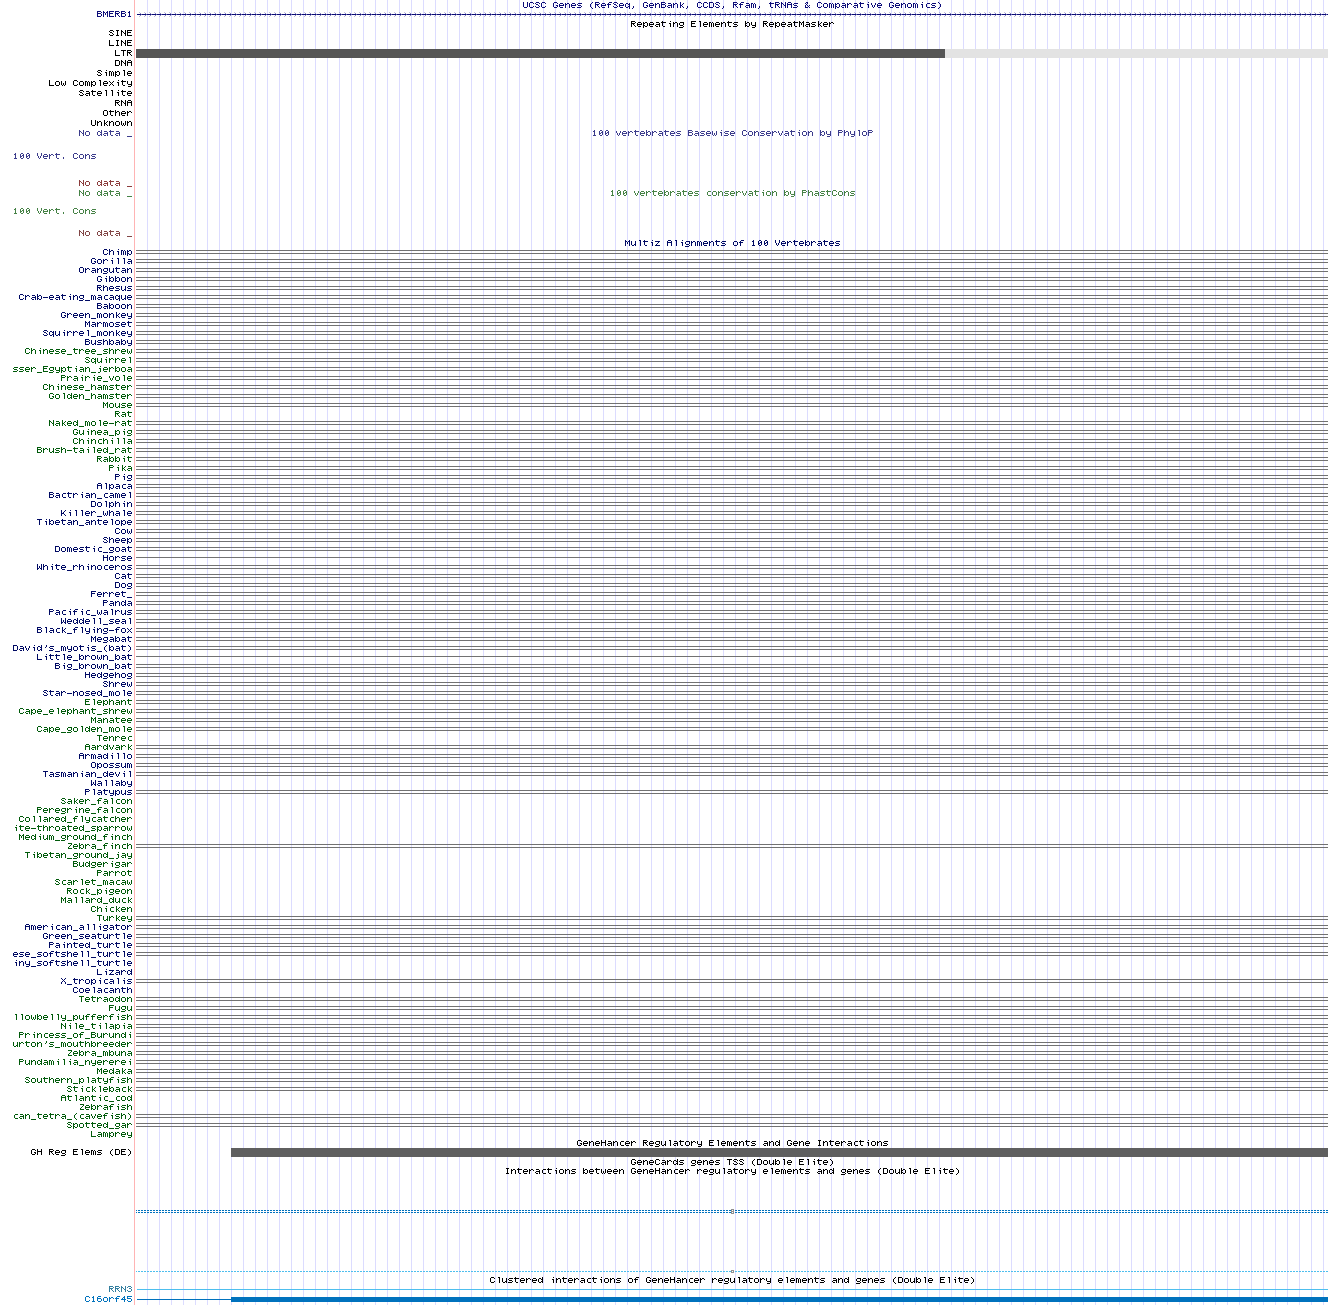 UCSC Genes (RefSeq, GenBank, CCDS, Rfam, tRNAs & Comparative Genomics)
BMERB1
Repeating Elements by RepeatMasker
SINE
LINE
LTR
DNA
Simple
Low Complexity
Satellite
RNA
Other
Unknown
No data _
100 vertebrates Basewise Conservation by PhyloP
100 Vert. Cons
No data _
No data _
100 vertebrates conservation by PhastCons
100 Vert. Cons
No data _
Multiz Alignments of 100 Vertebrates
Chimp
Gorilla
Orangutan
Gibbon
Rhesus
Crab-eating_macaque
Baboon
Green_monkey
Marmoset
Squirrel_monkey
Bushbaby
Chinese_tree_shrew
Squirrel
sser_Egyptian_jerboa
Prairie_vole
Chinese_hamster
Golden_hamster
Mouse
Rat
Naked_mole-rat
Guinea_pig
Chinchilla
Brush-tailed_rat
Rabbit
Pika
Pig
Alpaca
Bactrian_camel
Dolphin
Killer_whale
Tibetan_antelope
Cow
Sheep
Domestic_goat
Horse
White_rhinoceros
Cat
Dog
Ferret_
Panda
Pacific_walrus
Weddell_seal
Black_flying-fox
Megabat
David's_myotis_(bat)
Little_brown_bat
Big_brown_bat
Hedgehog
Shrew
Star-nosed_mole
Elephant
Cape_elephant_shrew
Manatee
Cape_golden_mole
Tenrec
Aardvark
Armadillo
Opossum
Tasmanian_devil
Wallaby
Platypus
Saker_falcon
Peregrine_falcon
Collared_flycatcher
ite-throated_sparrow
Medium_ground_finch
Zebra_finch
Tibetan_ground_jay
Budgerigar
Parrot
Scarlet_macaw
Rock_pigeon
Mallard_duck
Chicken
Turkey
American_alligator
Green_seaturtle
Painted_turtle
ese_softshell_turtle
iny_softshell_turtle
Lizard
X_tropicalis
Coelacanth
Tetraodon
Fugu
llowbelly_pufferfish
Nile_tilapia
Princess_of_Burundi
urton's_mouthbreeder
Zebra_mbuna
Pundamilia_nyererei
Medaka
Southern_platyfish
Stickleback
Atlantic_cod
Zebrafish
can_tetra_(cavefish)
Spotted_gar
Lamprey
GeneHancer Regulatory Elements and Gene Interactions
GH Reg Elems (DE)
GeneCards genes TSS (Double Elite)
Interactions between GeneHancer regulatory elements and genes (Double Elite)
Clustered interactions of GeneHancer regulatory elements and genes (Double Elite)
RRN3
C16orf45